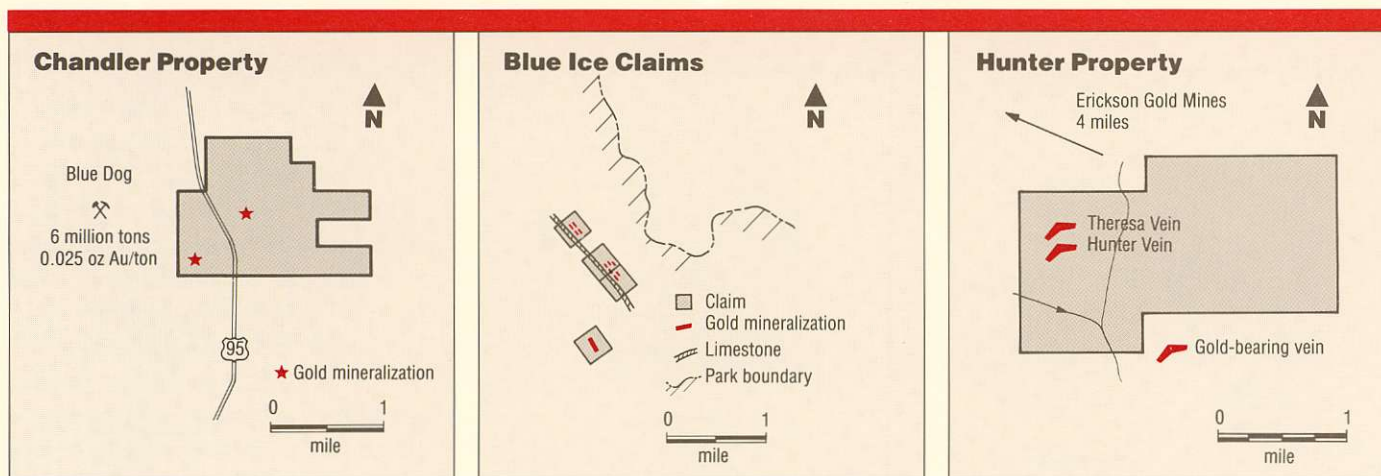 Chandler Property
N
Blue Dog
6 million tons
0.025 oz Au/ton
95
Gold mineralization
0 1
mile
Blue Ice Claims
N
Claim
Gold mineralization
Limestone
Park boundary
0 1
mile
Hunter Property
Erickson Gold Mines
4 miles
N
Theresa Vein
Hunter Vein
Gold-bearing vein
0 1
mile